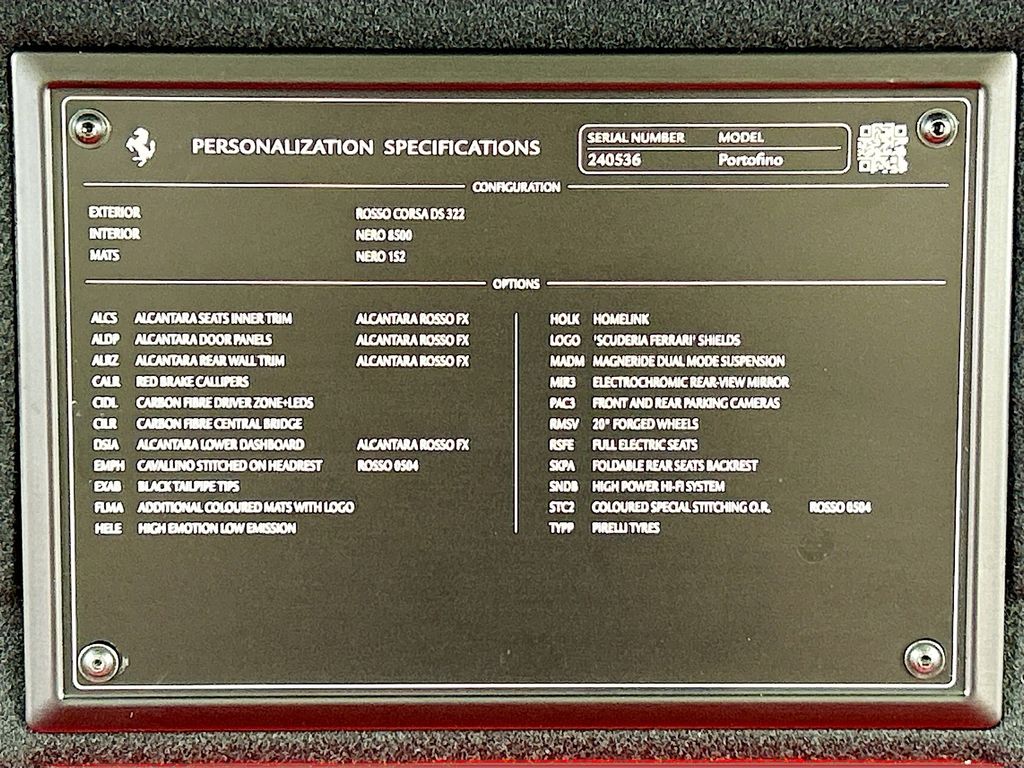 PERSONALIZATION SPECIFICATIONS
SERIAL NUMBER MODEL
240536 Portofino
CONFIGURATION
EXTERIOR ROSSO CORSA DS 322
INTERIOR NERO 8500
MATS NERO 152
OPTIONS
ALCS ALCANTARA SEATS INNER TRIM ALCANTARA ROSSO FX
ALDP ALCANTARA DOOR PANELS ALCANTARA ROSSO FX
ALRZ ALCANTARA REAR WALL TRIM ALCANTARA ROSSO FX
CALR RED BRAKE CALLIPERS
CIDL CARBON FIBRE DRIVER ZONE+LEDS
CILR CARBON FIBRE CENTRAL BRIDGE
DSIA ALCANTARA LOWER DASHBOARD ALCANTARA ROSSO FX
EMPH CAVALLINO STITCHED ON HEADREST ROSSO 0504
EXAB BLACK TAILPIPE TIPS
FLMA ADDITIONAL COLOURED MATS WITH LOGO
HELE HIGH EMOTION LOW EMISSION
HOLK HOMELINK
LOGO 'SCUDERIA FERRARI' SHIELDS
MADM MAGNERIDE DUAL MODE SUSPENSION
MIR3 ELECTROCHROMIC REAR-VIEW MIRROR
PAC3 FRONT AND REAR PARKING CAMERAS
RMSV 20" FORGED WHEELS
RSFE FULL ELECTRIC SEATS
SKPA FOLDABLE REAR SEATS BACKREST
SNDB HIGH POWER HI-FI SYSTEM
STC2 COLOURED SPECIAL STITCHING O.R. ROSSO 0504
TYPP PIRELLI TYRES